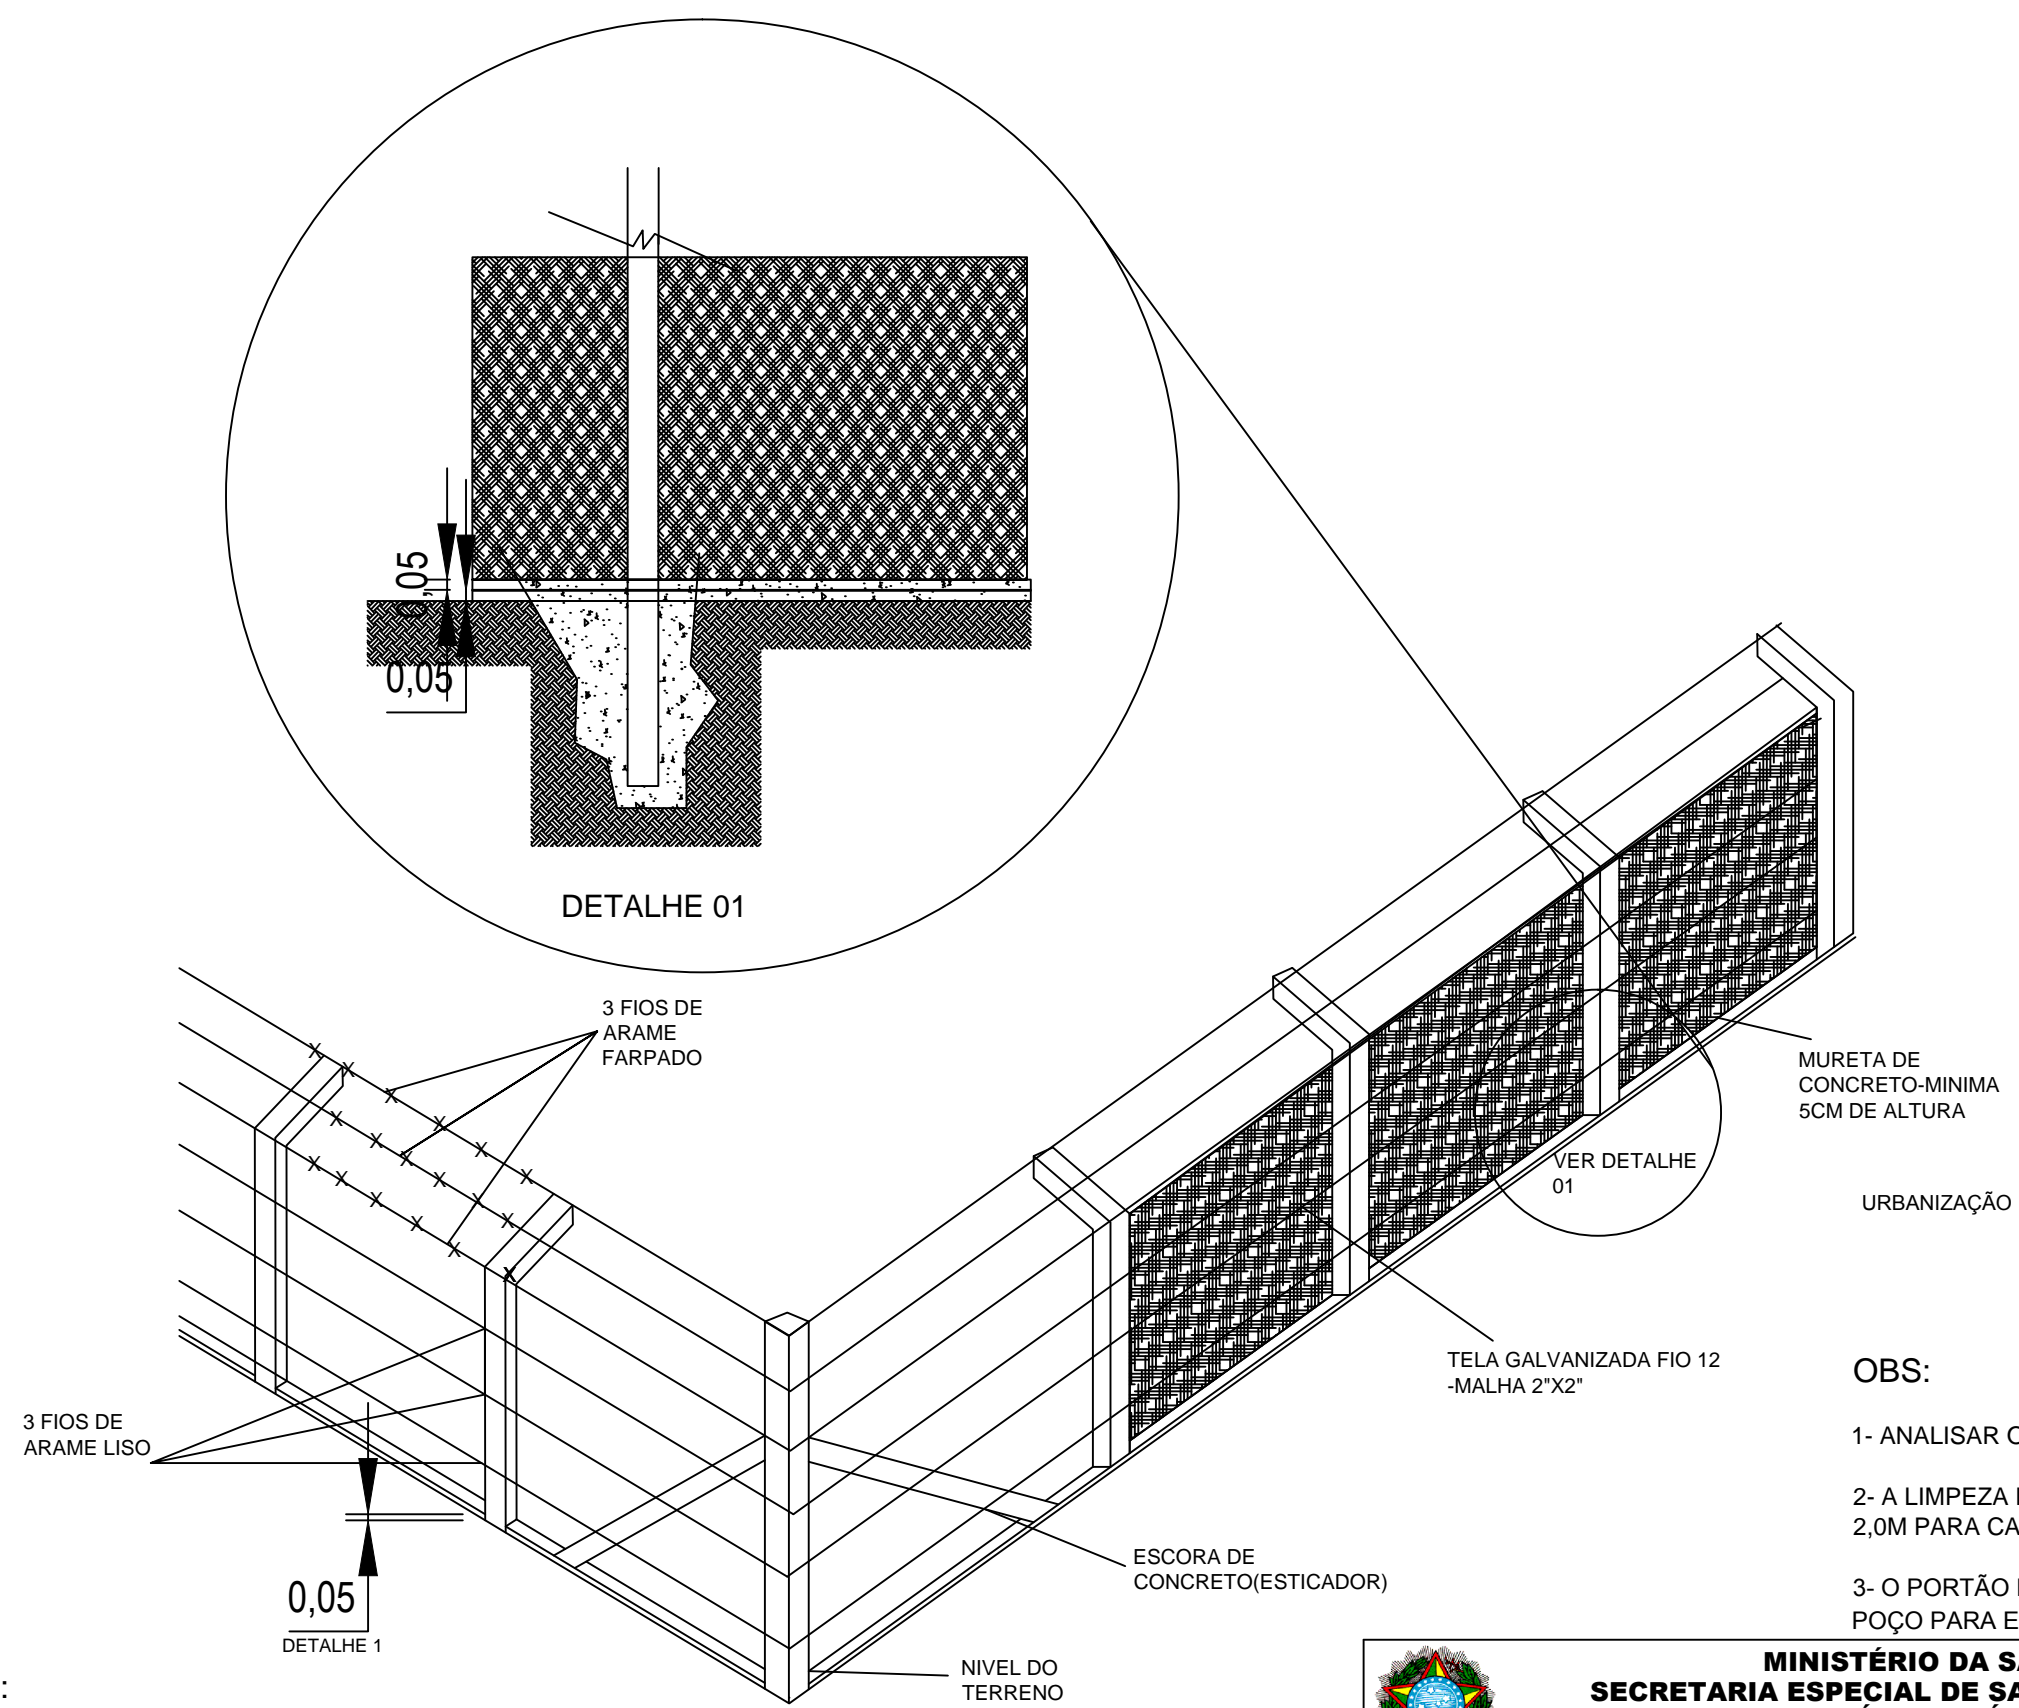 0,05
0,05
DETALHE 01
3 FIOS DE
ARAME
FARPADO
MURETA DE
CONCRETO-MINIMA
5CM DE ALTURA
VER DETALHE
01
URBANIZAÇÃO
TELA GALVANIZADA FIO 12
-MALHA 2"X2"
OBS:
3 FIOS DE
ARAME LISO
1- ANALISAR
2- A LIMPEZA
2,0M PARA
ESCORA DE
CONCRETO(ESTICADOR)
0,05
DETALHE 1
3- O PORTÃO
POÇO PARA
NIVEL DO
TERRENO
MINISTÉRIO DA
SECRETARIA ESPECIAL DE
: